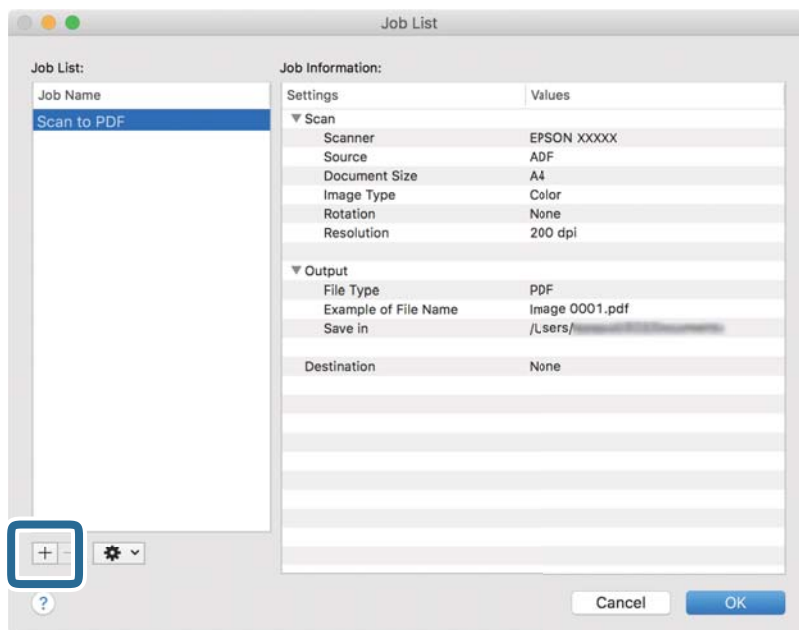 Job List
Job List:
Job Information:
Job Name
Settings Values
Scan to PDF
Scan
Scanner EPSON XXXXX
Source ADF
Document Size A4
Image Type Color
Rotation None
Resolution 200 dpi
Output
File Type PDF
Example of File Name Image 0001.pdf
Save in /Users/
Destination None
+ -
?
Cancel OK